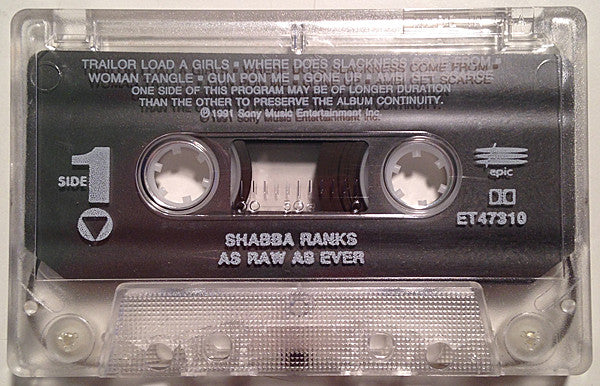 TRAILOR LOAD A GIRLS • WHERE DOES SLACKNESS COME FROM •
WOMAN TANGLE • GUN PON ME • GONE UP • AMBI GET SCARCE
ONE SIDE OF THIS PROGRAM MAY BE OF LONGER DURATION
THAN THE OTHER TO PRESERVE THE ALBUM CONTINUITY.
℗©1991 Sony Music Entertainment Inc.
SIDE 1
epic
ET47310
50
SHABBA RANKS
AS RAW AS EVER